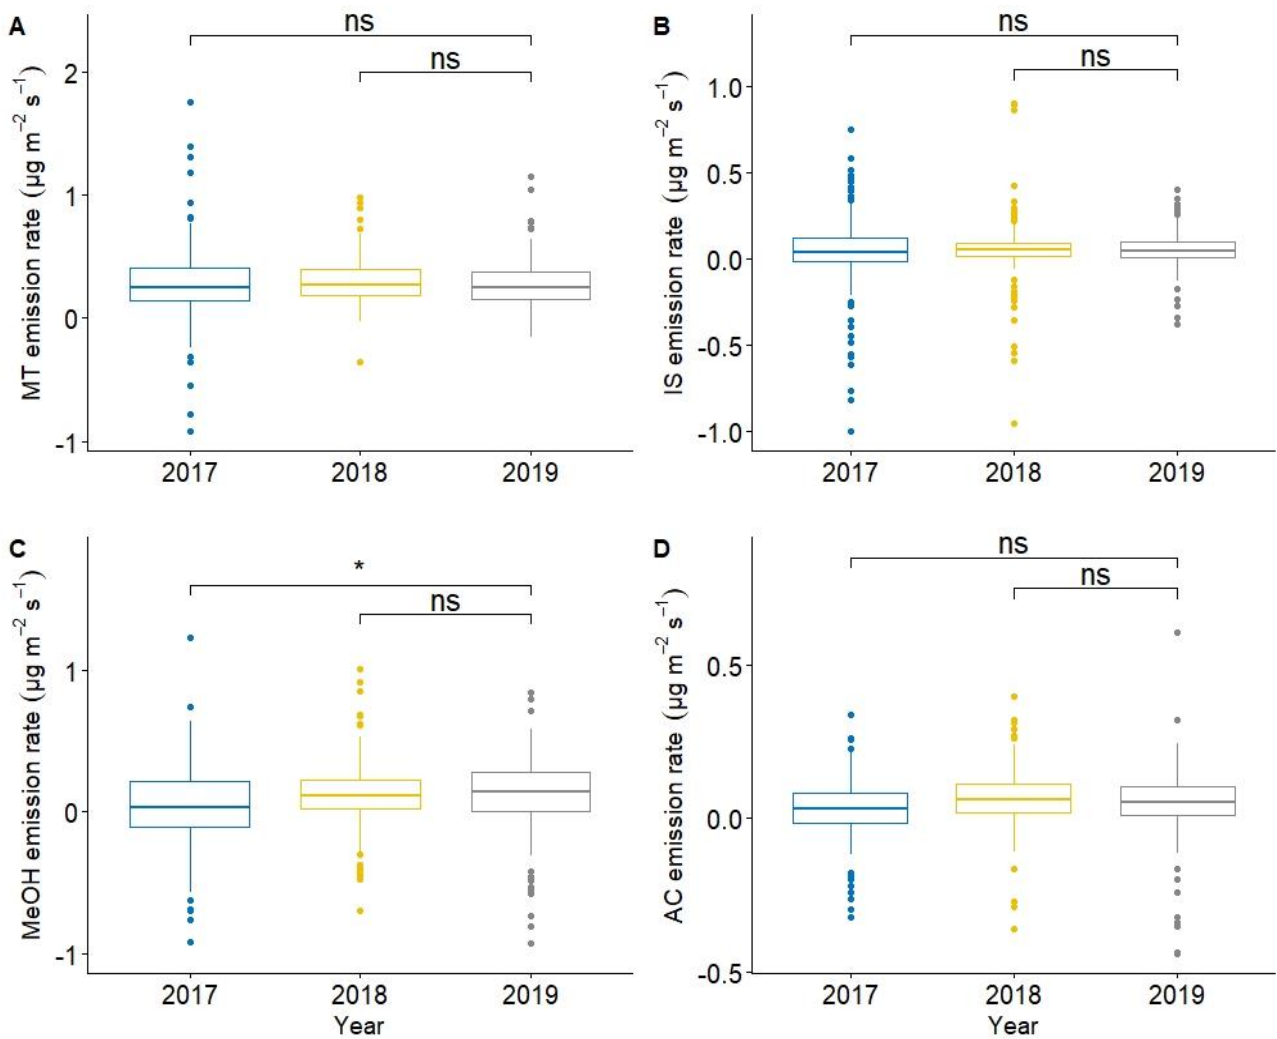 A
MT emission rate (µg m−2 s−1)
ns
ns
2
1
0
-1
2017 2018 2019
B
IS emission rate (µg m−2 s−1)
ns
ns
1.0
0.5
0.0
-0.5
-1.0
2017 2018 2019
C
MeOH emission rate (µg m−2 s−1)
*
ns
1
0
-1
2017 2018 2019
Year
D
AC emission rate (µg m−2 s−1)
ns
ns
0.5
0.0
-0.5
2017 2018 2019
Year